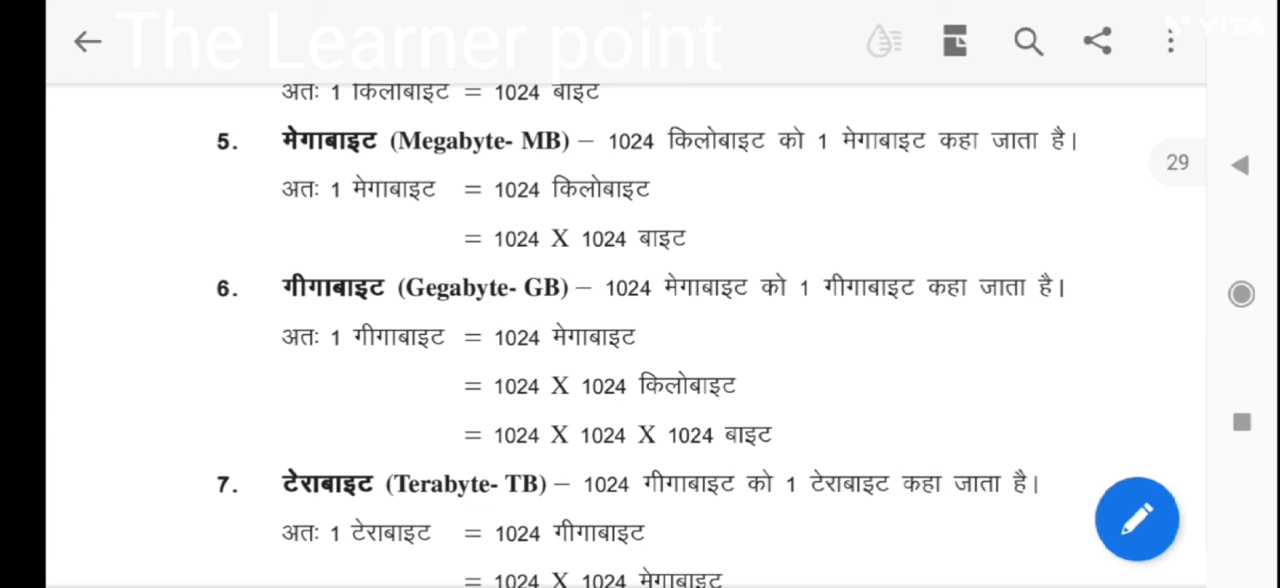 The Learner point
VITA
अतः 1 किलोबाइट = 1024 बाइट
5. मेगाबाइट (Megabyte- MB) – 1024 किलोबाइट को 1 मेगाबाइट कहा जाता है।
29
अतः 1 मेगाबाइट = 1024 किलोबाइट
= 1024 X 1024 बाइट
6. गीगाबाइट (Gegabyte- GB) – 1024 मेगाबाइट को 1 गीगाबाइट कहा जाता है।
अतः 1 गीगाबाइट = 1024 मेगाबाइट
= 1024 X 1024 किलोबाइट
= 1024 X 1024 X 1024 बाइट
7. टेराबाइट (Terabyte- TB) – 1024 गीगाबाइट को 1 टेराबाइट कहा जाता है।
अतः 1 टेराबाइट = 1024 गीगाबाइट
= 1024 X 1024 मेगाबाइट